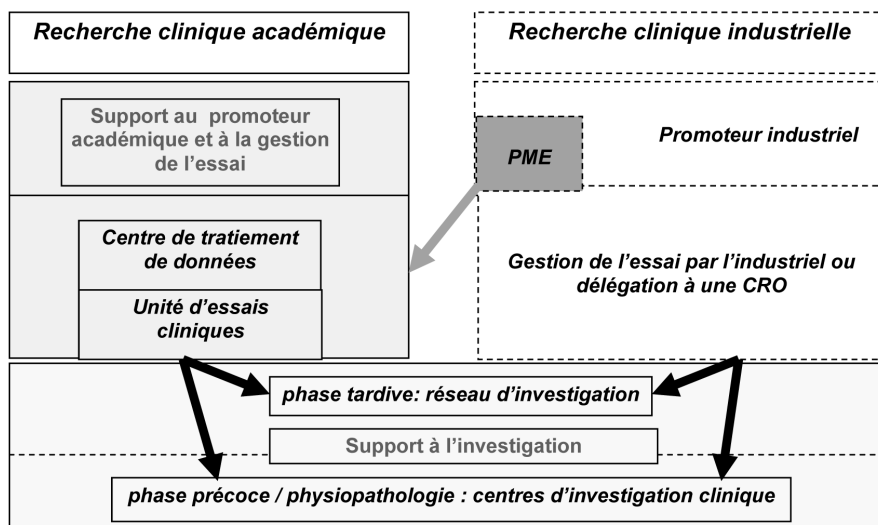 Recherche clinique académique
Recherche clinique industrielle
Support au promoteur
académique et à la gestion
de l'essai
PME
Promoteur industriel
Centre de tratiement
de données
Unité d'essais
cliniques
Gestion de l'essai par l'industriel ou
délégation à une CRO
phase tardive: réseau d'investigation
Support à l'investigation
phase précoce / physiopathologie : centres d'investigation clinique